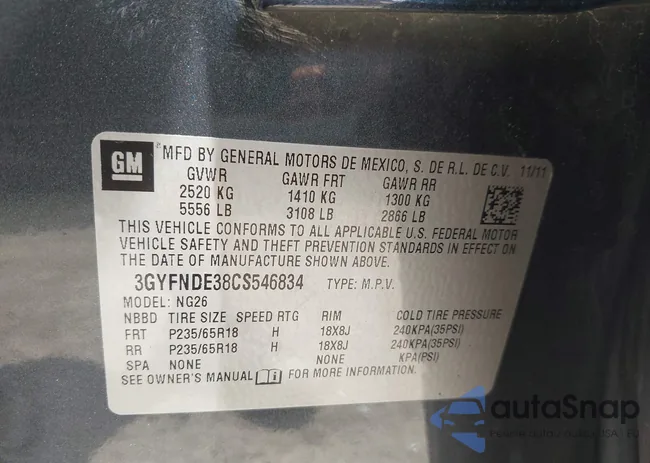 GM
MFD BY GENERAL MOTORS DE MEXICO, S. DE R.L. DE C.V. 11/11
GVWR GAWR FRT GAWR RR
2520 KG 1410 KG 1300 KG
5556 LB 3108 LB 2866 LB
THIS VEHICLE CONFORMS TO ALL APPLICABLE U.S. FEDERAL MOTOR
VEHICLE SAFETY AND THEFT PREVENTION STANDARDS IN EFFECT ON
THE DATE OF MANUFACTURE SHOWN ABOVE.
3GYFNDE38CS546834 TYPE: M.P.V.
MODEL: NG26
NBBD TIRE SIZE SPEED RTG RIM COLD TIRE PRESSURE
FRT P235/65R18 H 18X8J 240KPA(35PSI)
RR P235/65R18 H 18X8J 240KPA(35PSI)
SPA NONE NONE KPA(PSI)
SEE OWNER'S MANUAL FOR MORE INFORMATION.
autaSnap